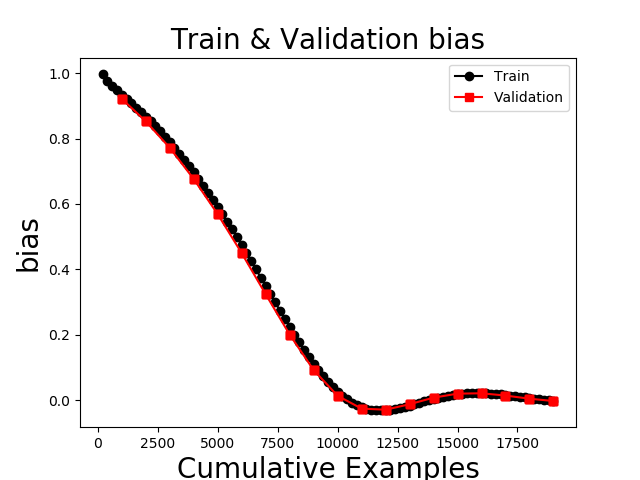 Train & Validation bias
Train
Validation
bias
1.0
0.8
0.6
0.4
0.2
0.0
0 2500 5000 7500 10000 12500 15000 17500
Cumulative Examples